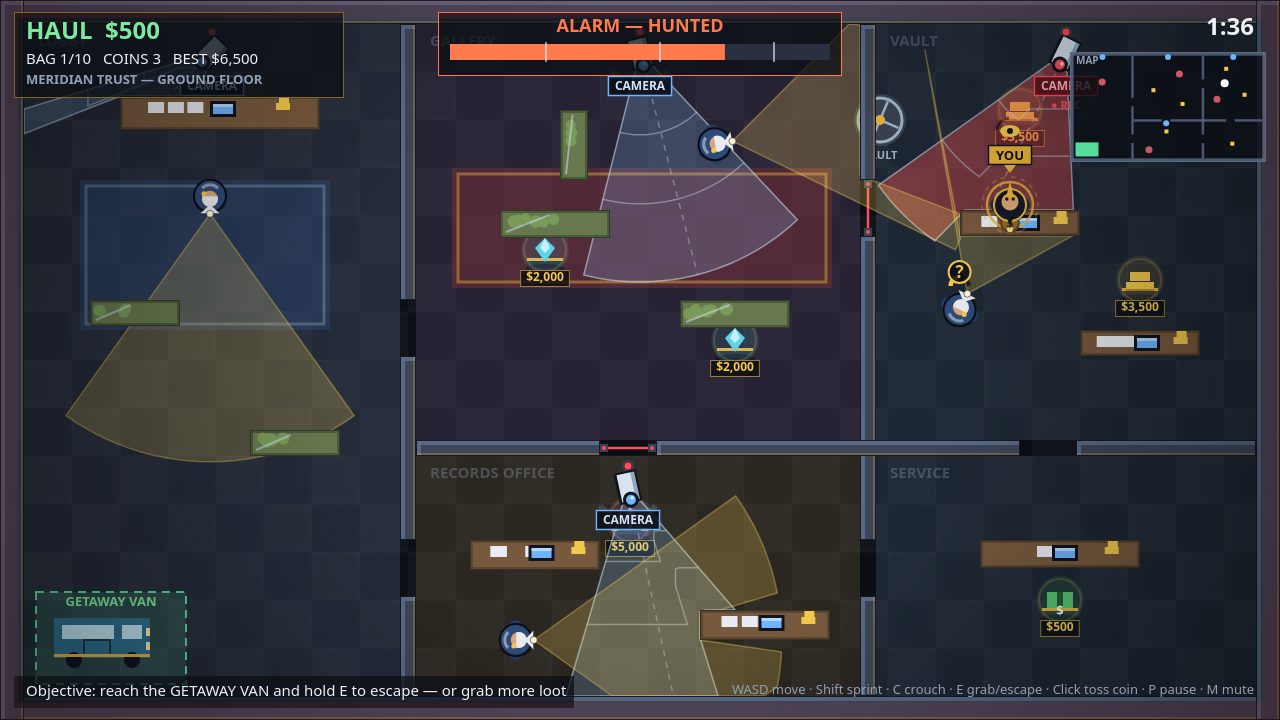 HAUL $500
BAG 1/10 COINS 3 BEST $6,500
MERIDIAN TRUST — GROUND FLOOR
CAMERA
ALARM — HUNTED
CAMERA
VAULT
1:36
MAP
CAMERA
REC
$3,500
YOU
$2,000
$2,000
?
$3,500
RECORDS OFFICE
SERVICE
CAMERA
$5,000
$
$500
GETAWAY VAN
Objective: reach the GETAWAY VAN and hold E to escape — or grab more loot
WASD move · Shift sprint · C crouch · E grab/escape · Click toss coin · P pause · M mute